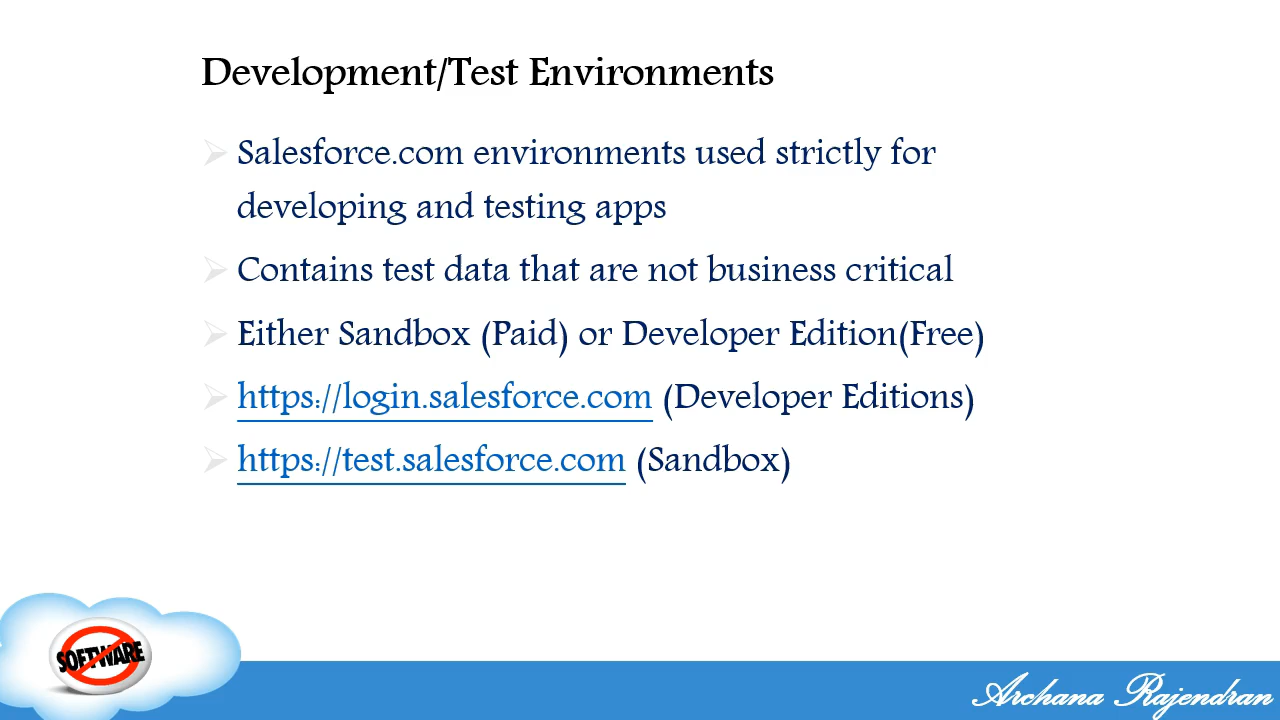 Development/Test Environments
Salesforce.com environments used strictly for
developing and testing apps
Contains test data that are not business critical
Either Sandbox (Paid) or Developer Edition(Free)
https://login.salesforce.com (Developer Editions)
https://test.salesforce.com (Sandbox)
SOFTWARE
Archana Rajendran